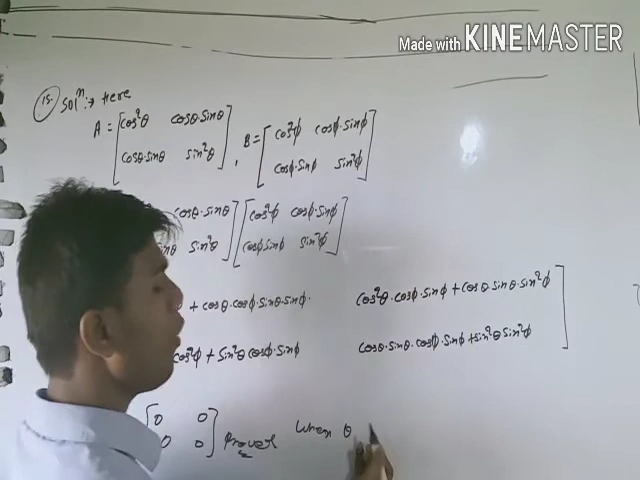 Made with KINEMASTER
15. Solⁿ :→ Here
A = [cos²θ cosθ·sinθ
cosθ·sinθ sin²θ] , B = [cos²ϕ cosϕ·sinϕ
cosϕ·sinϕ sin²ϕ]
cosθ·sinθ] [cos²ϕ cosϕ·sinϕ
sin²θ] [cosϕ sinϕ sin²ϕ]
+ cosθ·cosϕ·sinθ·sinϕ· cos²θ·cosϕ·sinϕ + cosθ sinθ·sin²ϕ]
cos²ϕ + sin²θ cosϕ·sinϕ cosθ·sinθ·cosϕ·sinϕ + sin²θ sin²ϕ]
[0 0
0 0] Proved When θ